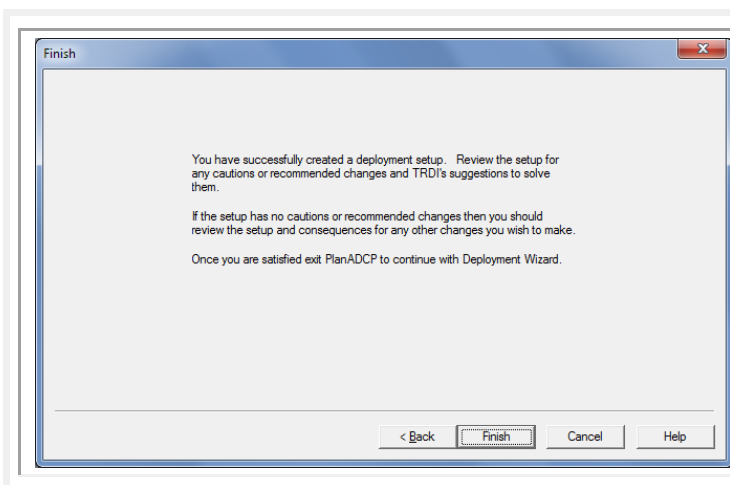 Finish
You have successfully created a deployment setup. Review the setup for
any cautions or recommended changes and TRDI's suggestions to solve
them.
If the setup has no cautions or recommended changes then you should
review the setup and consequences for any other changes you wish to make.
Once you are satisfied exit PlanADCP to continue with Deployment Wizard.
< Back
Finish
Cancel
Help